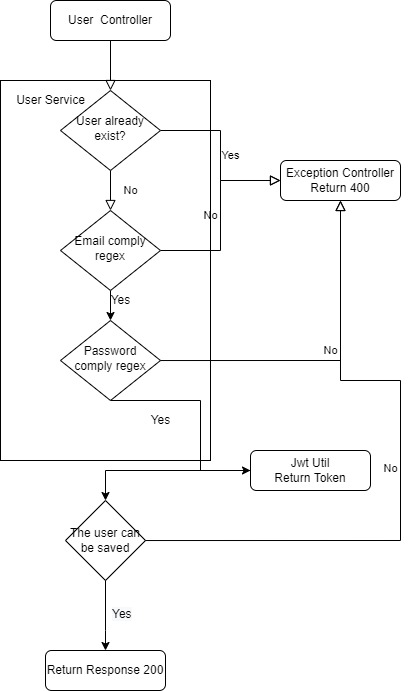 User  Controller
User Service
User already
exist?
Yes
Exception Controller
Return 400
No
No
Email comply
regex
Yes
Password
comply regex
No
Yes
Jwt Util
Return Token
No
The user can
be saved
Yes
Return Response 200